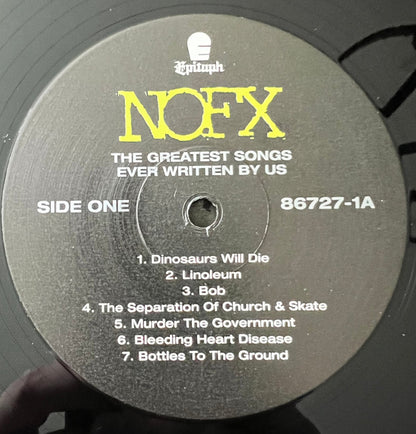 Epitaph
NOFX
THE GREATEST SONGS
EVER WRITTEN BY US
SIDE ONE
86727-1A
1. Dinosaurs Will Die
2. Linoleum
3. Bob
4. The Separation Of Church & Skate
5. Murder The Government
6. Bleeding Heart Disease
7. Bottles To The Ground